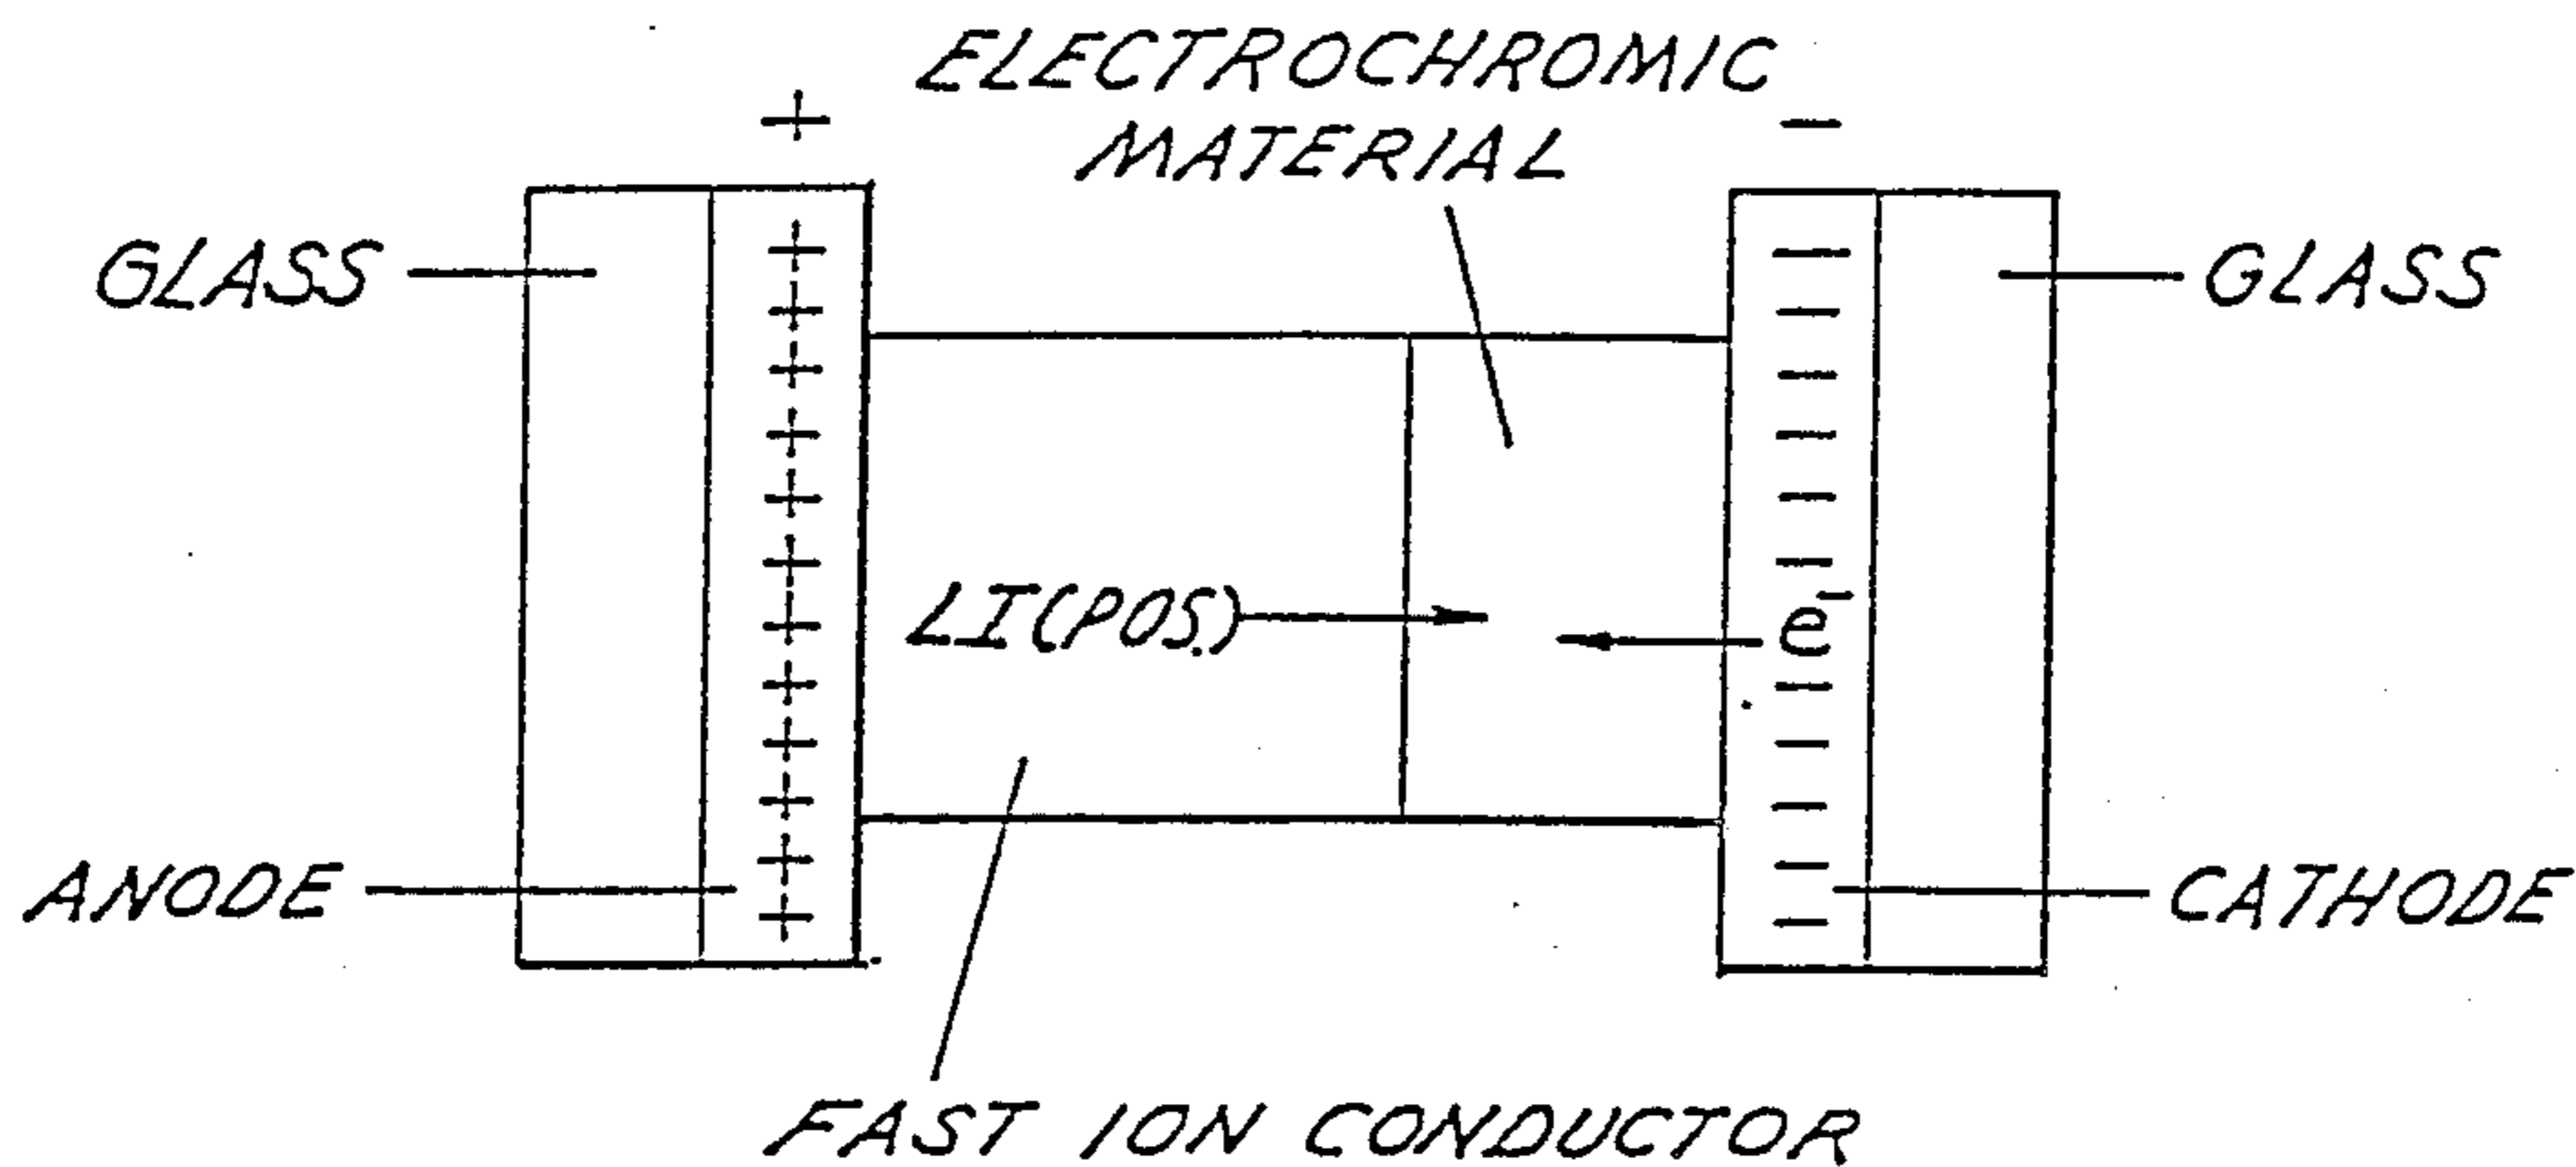 ELECTROCHROMIC
MATERIAL
+
−
GLASS
GLASS
LI(POS.)
e⁻
ANODE
CATHODE
FAST ION CONDUCTOR